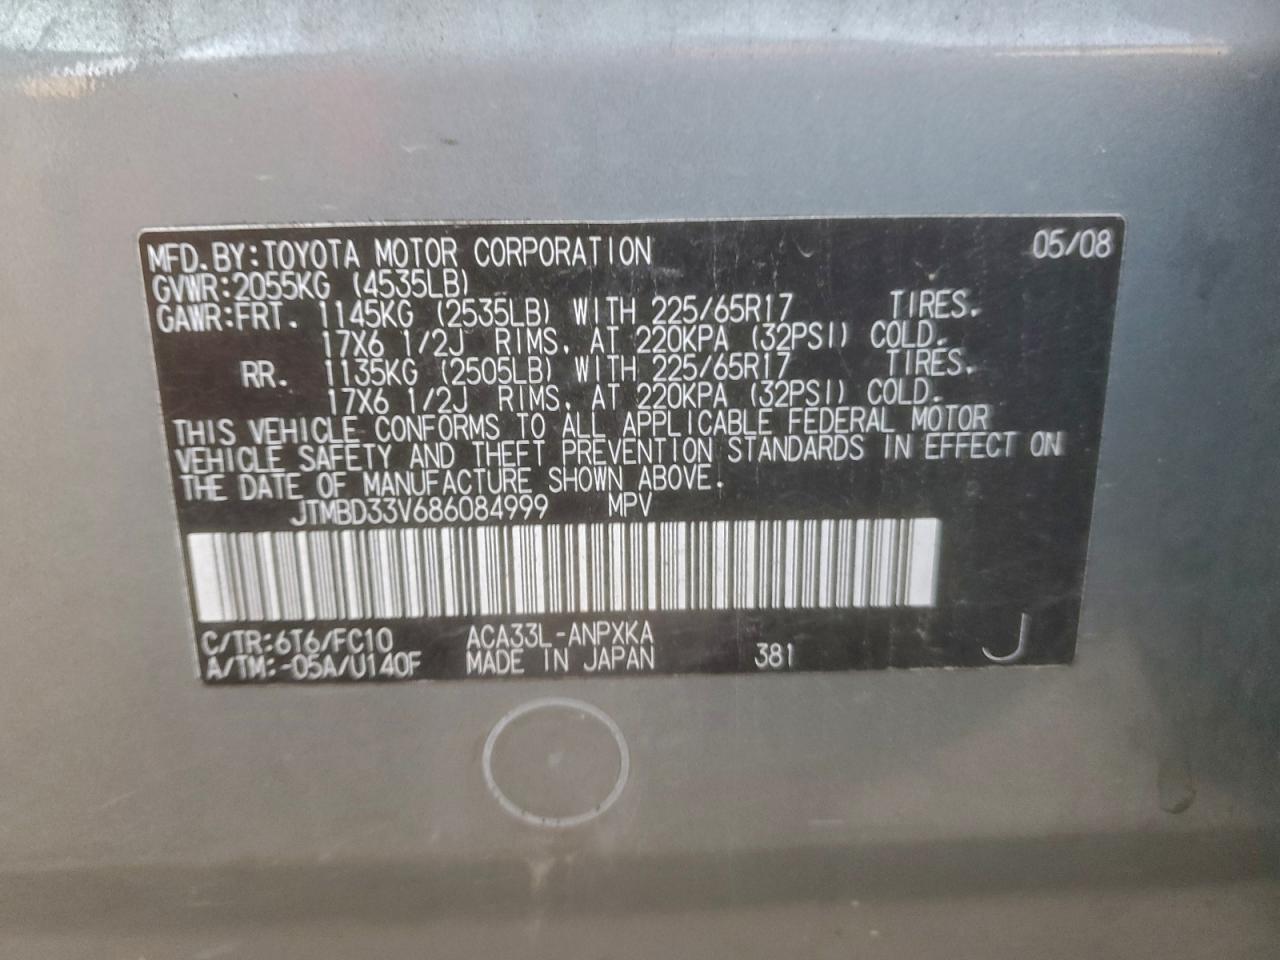 MFD. BY: TOYOTA MOTOR CORPORATION 05/08
GVWR: 2055KG (4535LB)
GAWR: FRT. 1145KG (2535LB) WITH 225/65R17 TIRES.
17X6 1/2J RIMS, AT 220KPA (32PSI) COLD.
RR. 1135KG (2505LB) WITH 225/65R17 TIRES.
17X6 1/2J RIMS, AT 220KPA (32PSI) COLD.
THIS VEHICLE CONFORMS TO ALL APPLICABLE FEDERAL MOTOR
VEHICLE SAFETY AND THEFT PREVENTION STANDARDS IN EFFECT ON
THE DATE OF MANUFACTURE SHOWN ABOVE.
JTMBD33V686084999 MPV
C/TR: 6T6/FC10 ACA33L-ANPXKA
A/TM: -05A/U140F MADE IN JAPAN 381 J